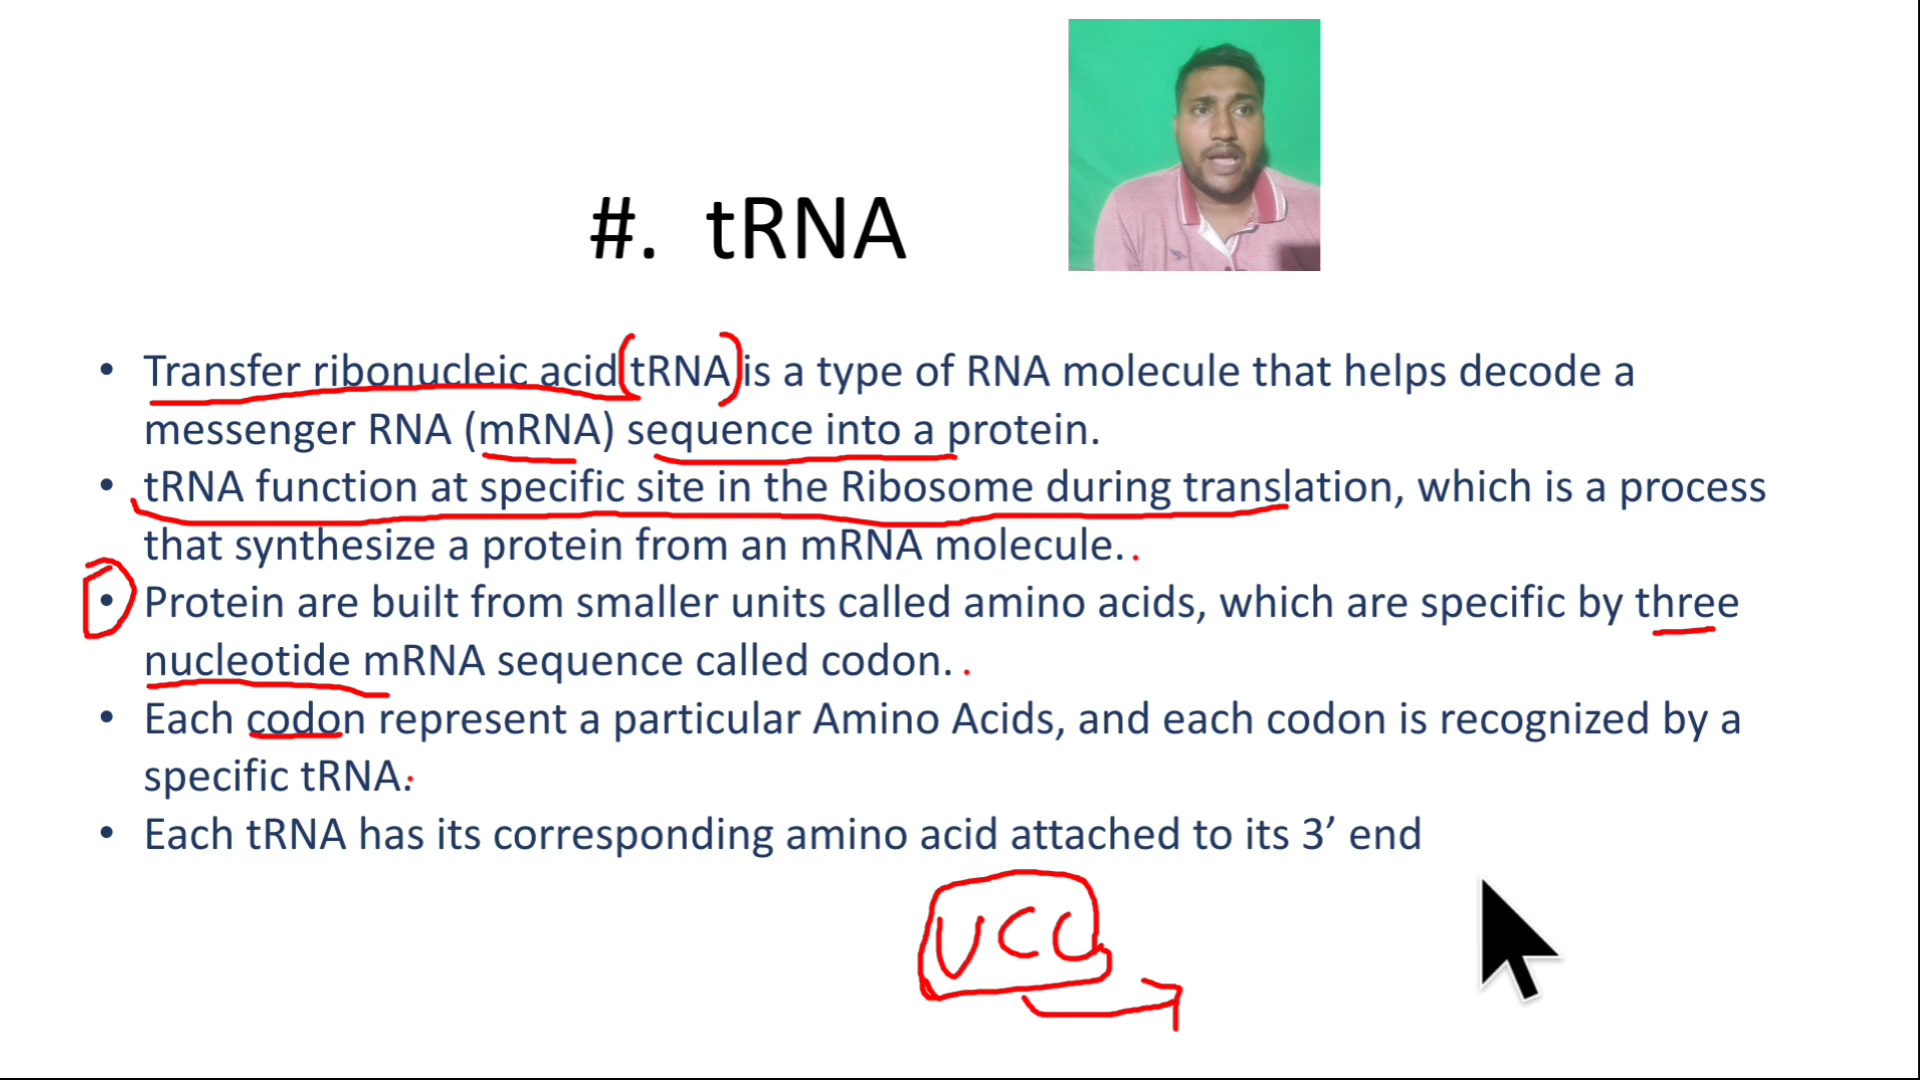 #. tRNA
• Transfer ribonucleic acid(tRNA) is a type of RNA molecule that helps decode a
messenger RNA (mRNA) sequence into a protein.
• tRNA function at specific site in the Ribosome during translation, which is a process
that synthesize a protein from an mRNA molecule..
• Protein are built from smaller units called amino acids, which are specific by three
nucleotide mRNA sequence called codon. .
• Each codon represent a particular Amino Acids, and each codon is recognized by a
specific tRNA.
• Each tRNA has its corresponding amino acid attached to its 3’ end
UCC